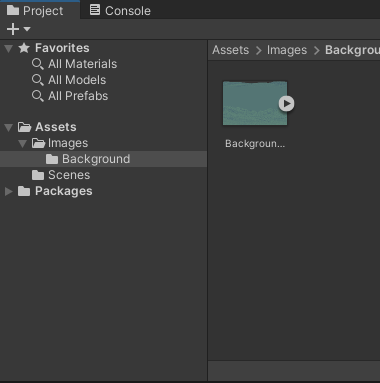 Project
Console
Favorites
All Materials
All Models
All Prefabs
Assets
Images
Background
Scenes
Packages
Assets > Images > Backgrou
Backgroun...